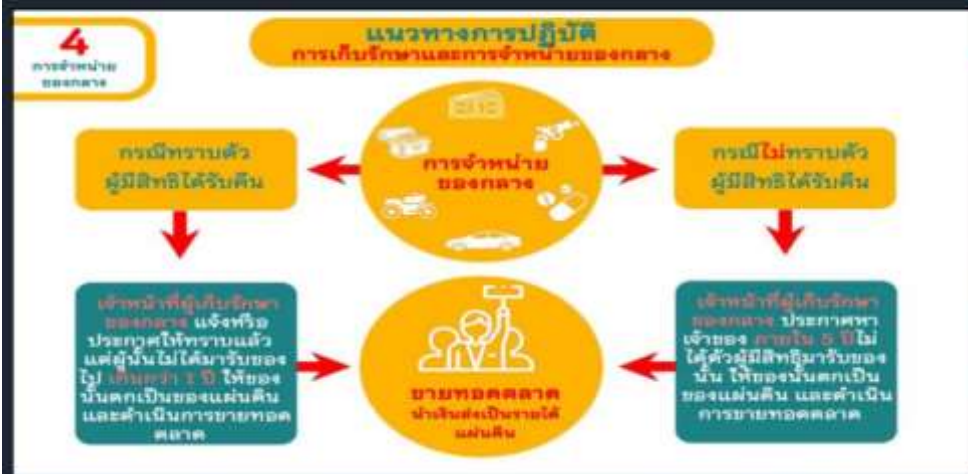 4
การจำหน่าย
ของกลาง
แนวทางการปฏิบัติ
การเก็บรักษาและการจำหน่ายของกลาง
กรณีทราบตัว
ผู้มีสิทธิได้รับคืน
การจำหน่าย
ของกลาง
กรณีไม่ทราบตัว
ผู้มีสิทธิได้รับคืน
เจ้าหน้าที่ผู้เก็บรักษา
ของกลาง แจ้งหรือ
ประกาศให้ทราบแล้ว
แต่ผู้นั้นไม่ได้มารับของ
ไป เกินกว่า 1 ปี ให้ของ
นั้นตกเป็นของแผ่นดิน
และดำเนินการขายทอด
ตลาด
ขายทอดตลาด
นำเงินส่งเป็นรายได้
แผ่นดิน
เจ้าหน้าที่ผู้เก็บรักษา
ของกลาง ประกาศหา
เจ้าของ ภายใน 5 ปีไม่
ได้ตัวผู้มีสิทธิมารับของ
นั้น ให้ของนั้นตกเป็น
ของแผ่นดิน และดำเนิน
การขายทอดตลาด